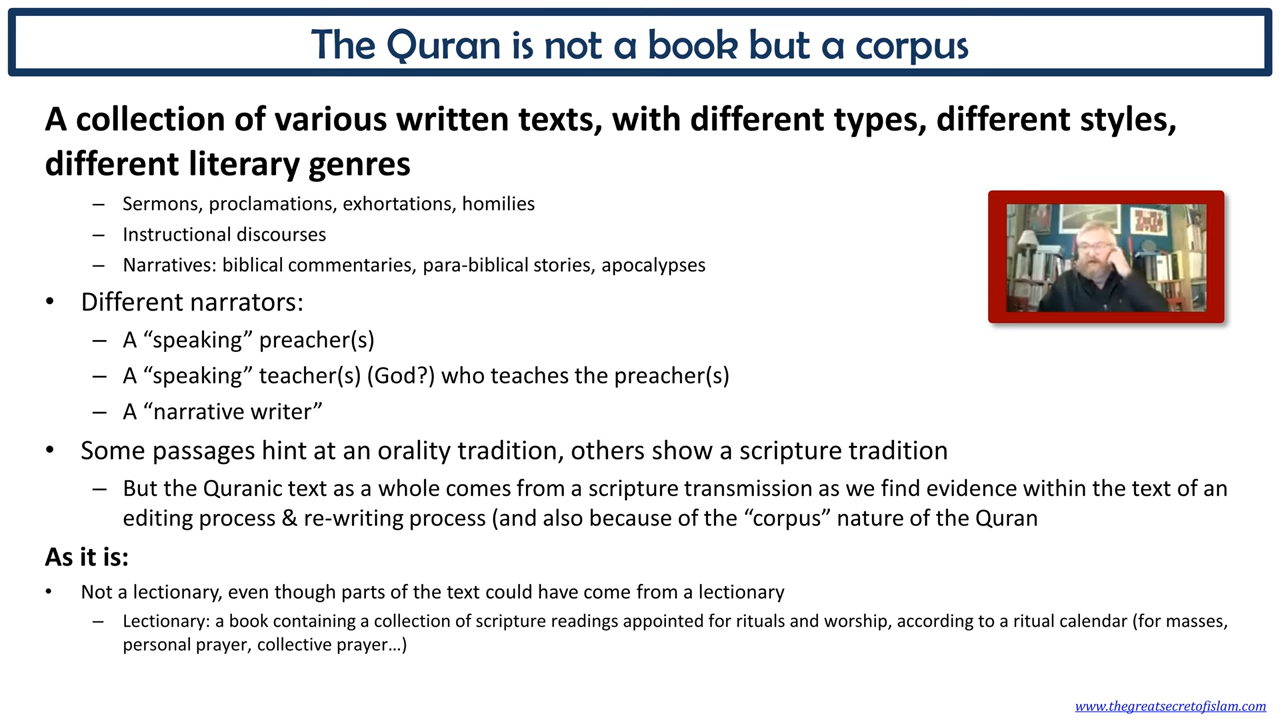 The Quran is not a book but a corpus
A collection of various written texts, with different types, different styles,
different literary genres
– Sermons, proclamations, exhortations, homilies
– Instructional discourses
– Narratives: biblical commentaries, para-biblical stories, apocalypses
• Different narrators:
– A “speaking” preacher(s)
– A “speaking” teacher(s) (God?) who teaches the preacher(s)
– A “narrative writer”
• Some passages hint at an orality tradition, others show a scripture tradition
– But the Quranic text as a whole comes from a scripture transmission as we find evidence within the text of an
editing process & re-writing process (and also because of the “corpus” nature of the Quran
As it is:
• Not a lectionary, even though parts of the text could have come from a lectionary
– Lectionary: a book containing a collection of scripture readings appointed for rituals and worship, according to a ritual calendar (for masses,
personal prayer, collective prayer…)
www.thegreatsecretofislam.com